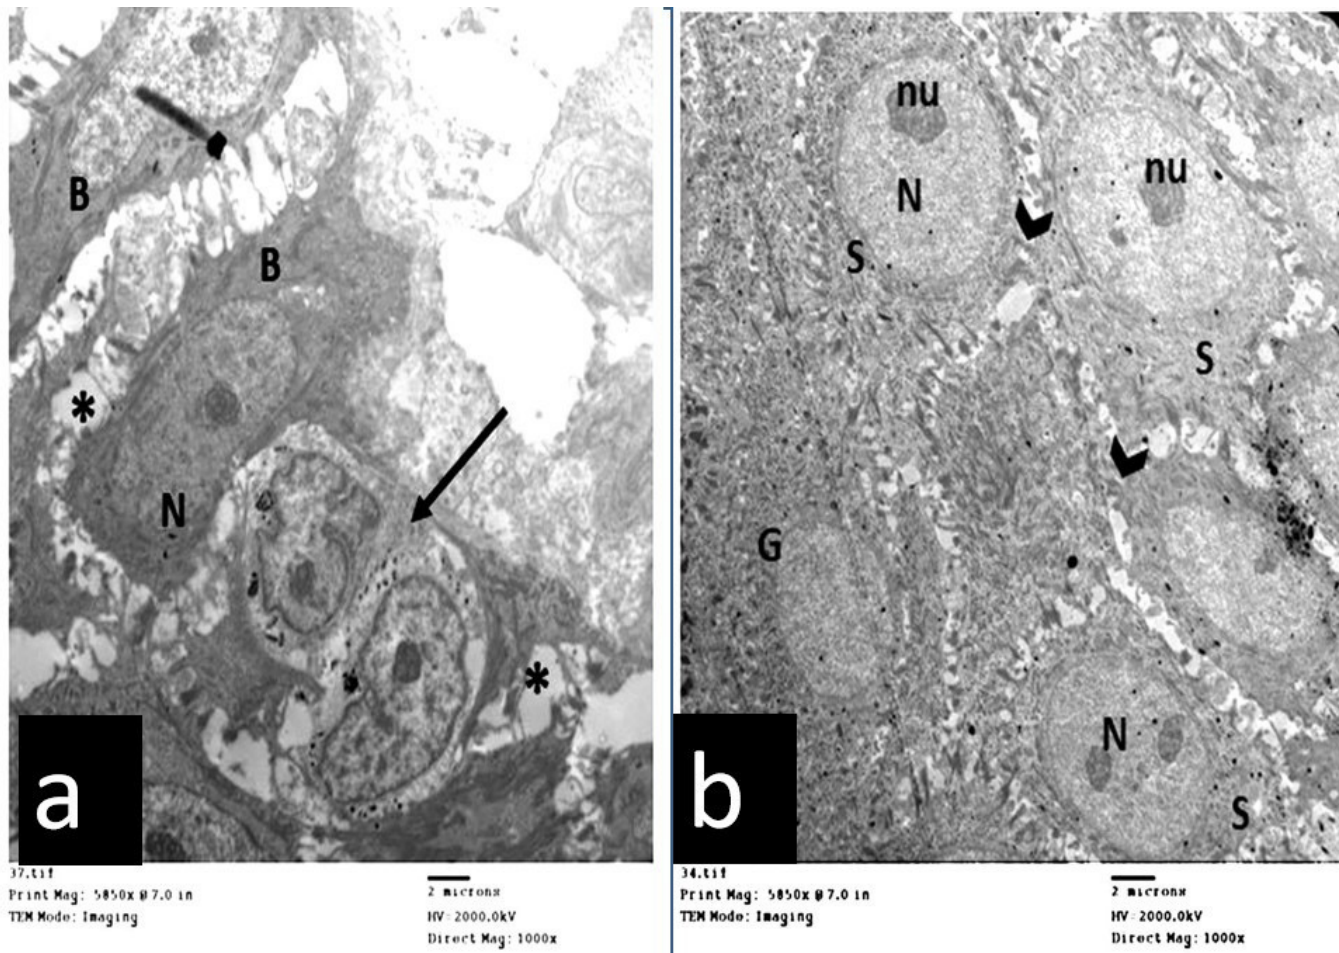 B
B
*
N
*
a
37.tif
Print Mag: 5850x @ 7.0 in
TEM Mode: Imaging
2 microns
HV=2000.0kV
Direct Mag: 1000x
nu
nu
N
S
S
G
N
S
b
34.tif
Print Mag: 5850x @ 7.0 in
TEM Mode: Imaging
2 microns
HV=2000.0kV
Direct Mag: 1000x